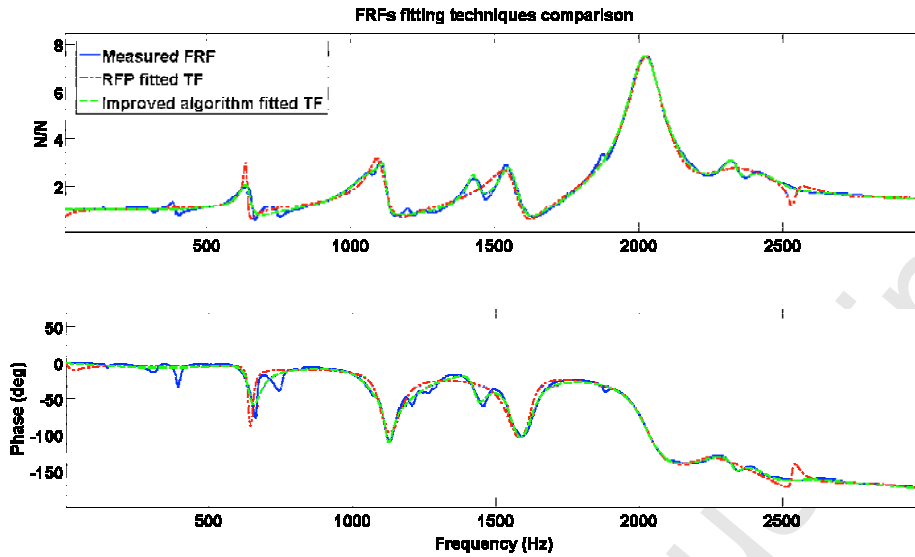 FRFs fitting techniques comparison
8
6
4
2
N/N
Measured FRF
RFP fitted TF
Improved algorithm fitted TF
500 1000 1500 2000 2500
50
0
-50
-100
-150
Phase (deg)
500 1000 1500 2000 2500
Frequency (Hz)